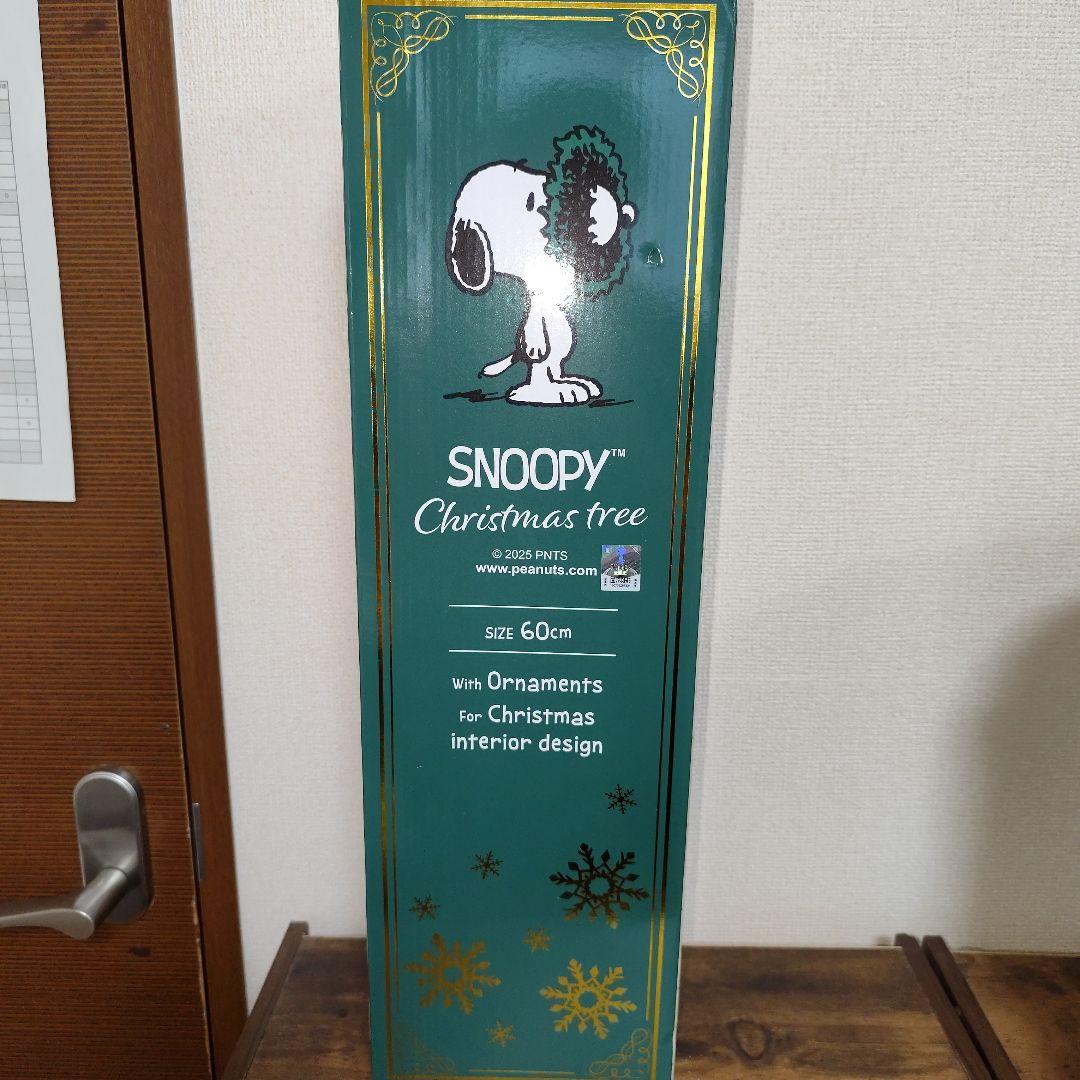 SNOOPY™
Christmas tree
© 2025 PNTS
www.peanuts.com
SIZE 60cm
With Ornaments
For Christmas
interior design